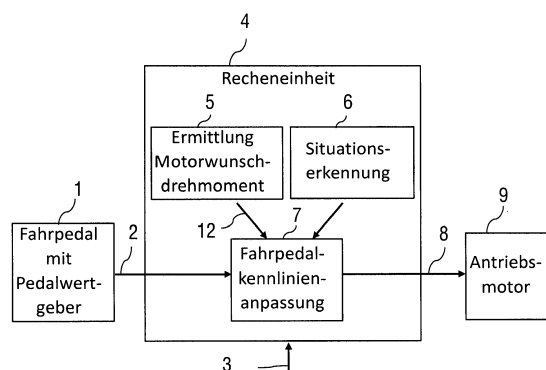 4
Recheneinheit
5
Ermittlung
Motorwunsch-
drehmoment
6
Situations-
erkennung
1
Fahrpedal
mit
Pedalwert-
geber
2
12
7
Fahrpedal-
kennlinien-
anpassung
8
9
Antriebs-
motor
3